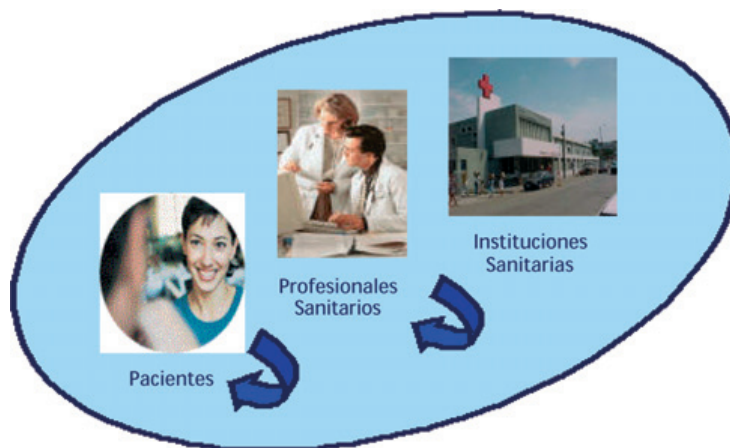 Pacientes
Profesionales
Sanitarios
Instituciones
Sanitarias